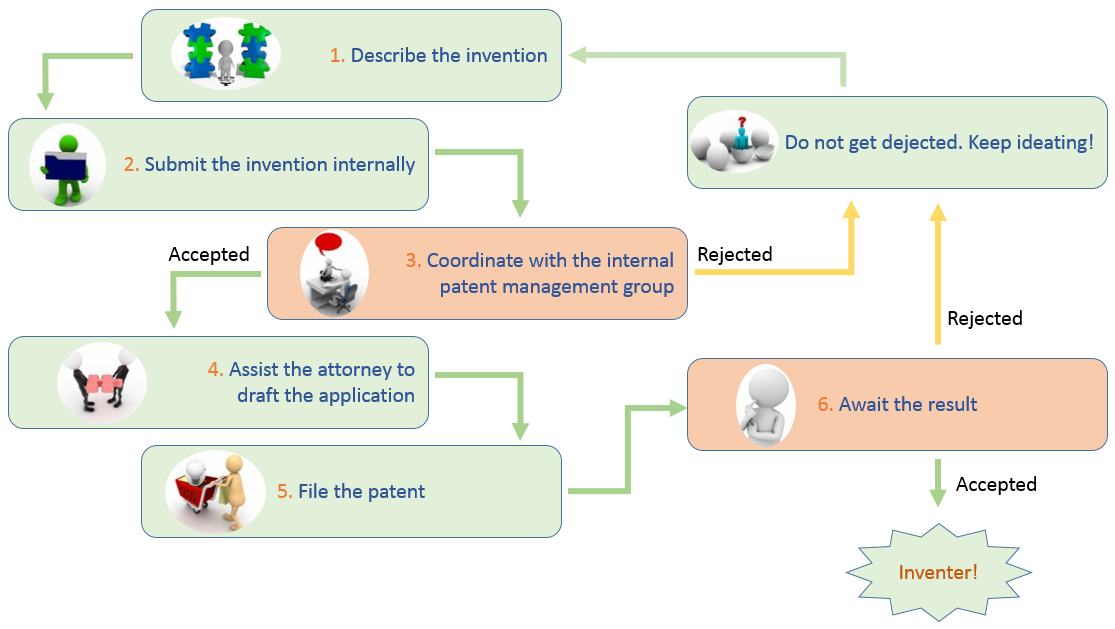 1. Describe the invention
2. Submit the invention internally
Do not get dejected. Keep ideating!
Accepted
3. Coordinate with the internal
patent management group
Rejected
Rejected
4. Assist the attorney to
draft the application
6. Await the result
5. File the patent
Accepted
Inventer!